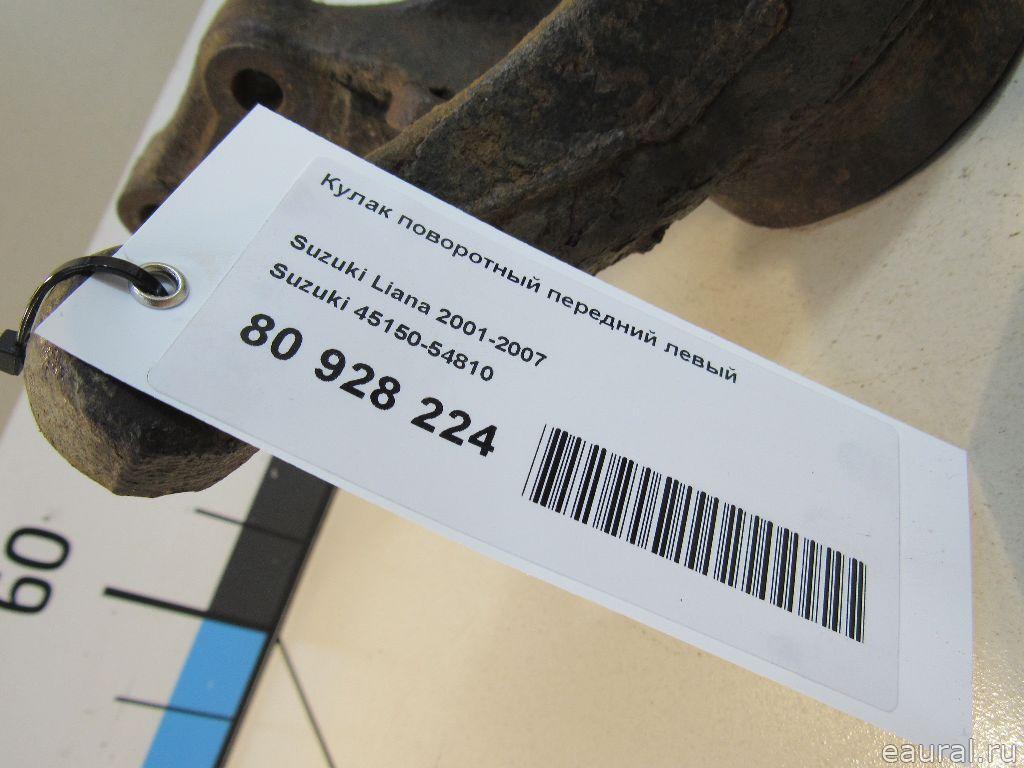 Кулак поворотный передний левый
Suzuki Liana 2001-2007
Suzuki 45150-54810
80 928 224
60
eaural.ru